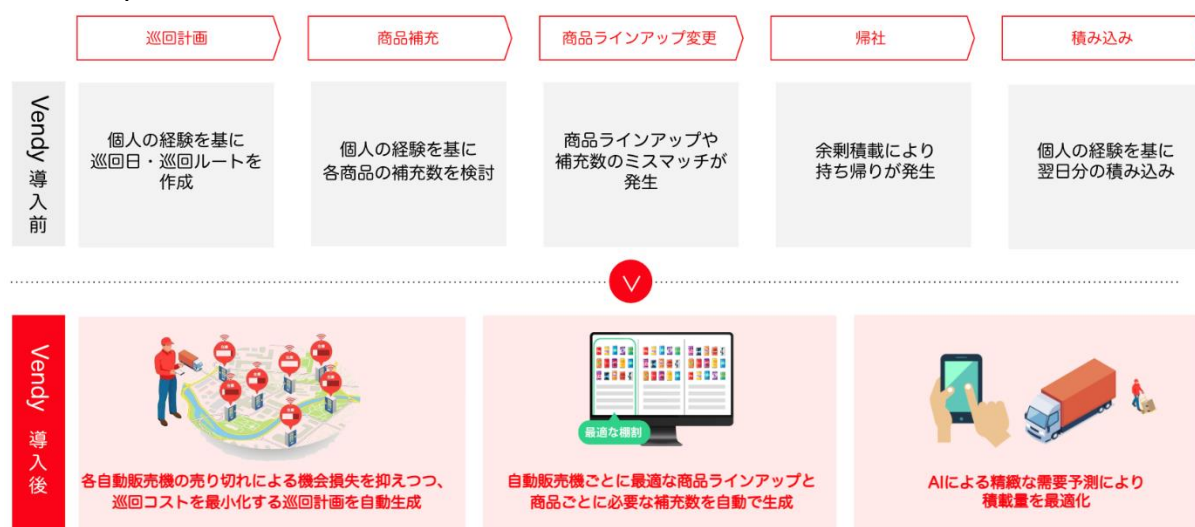 巡回計画
商品補充
商品ラインアップ変更
帰社
積み込み
Vendy 導入前
個人の経験を基に
巡回日・巡回ルートを
作成
個人の経験を基に
各商品の補充数を検討
商品ラインアップや
補充数のミスマッチが
発生
余剰積載により
持ち帰りが発生
個人の経験を基に
翌日分の積み込み
Vendy 導入後
各自動販売機の売り切れによる機会損失を抑えつつ、
巡回コストを最小化する巡回計画を自動生成
最適な棚割
自動販売機ごとに最適な商品ラインアップと
商品ごとに必要な補充数を自動で生成
AIによる精緻な需要予測により
積載量を最適化